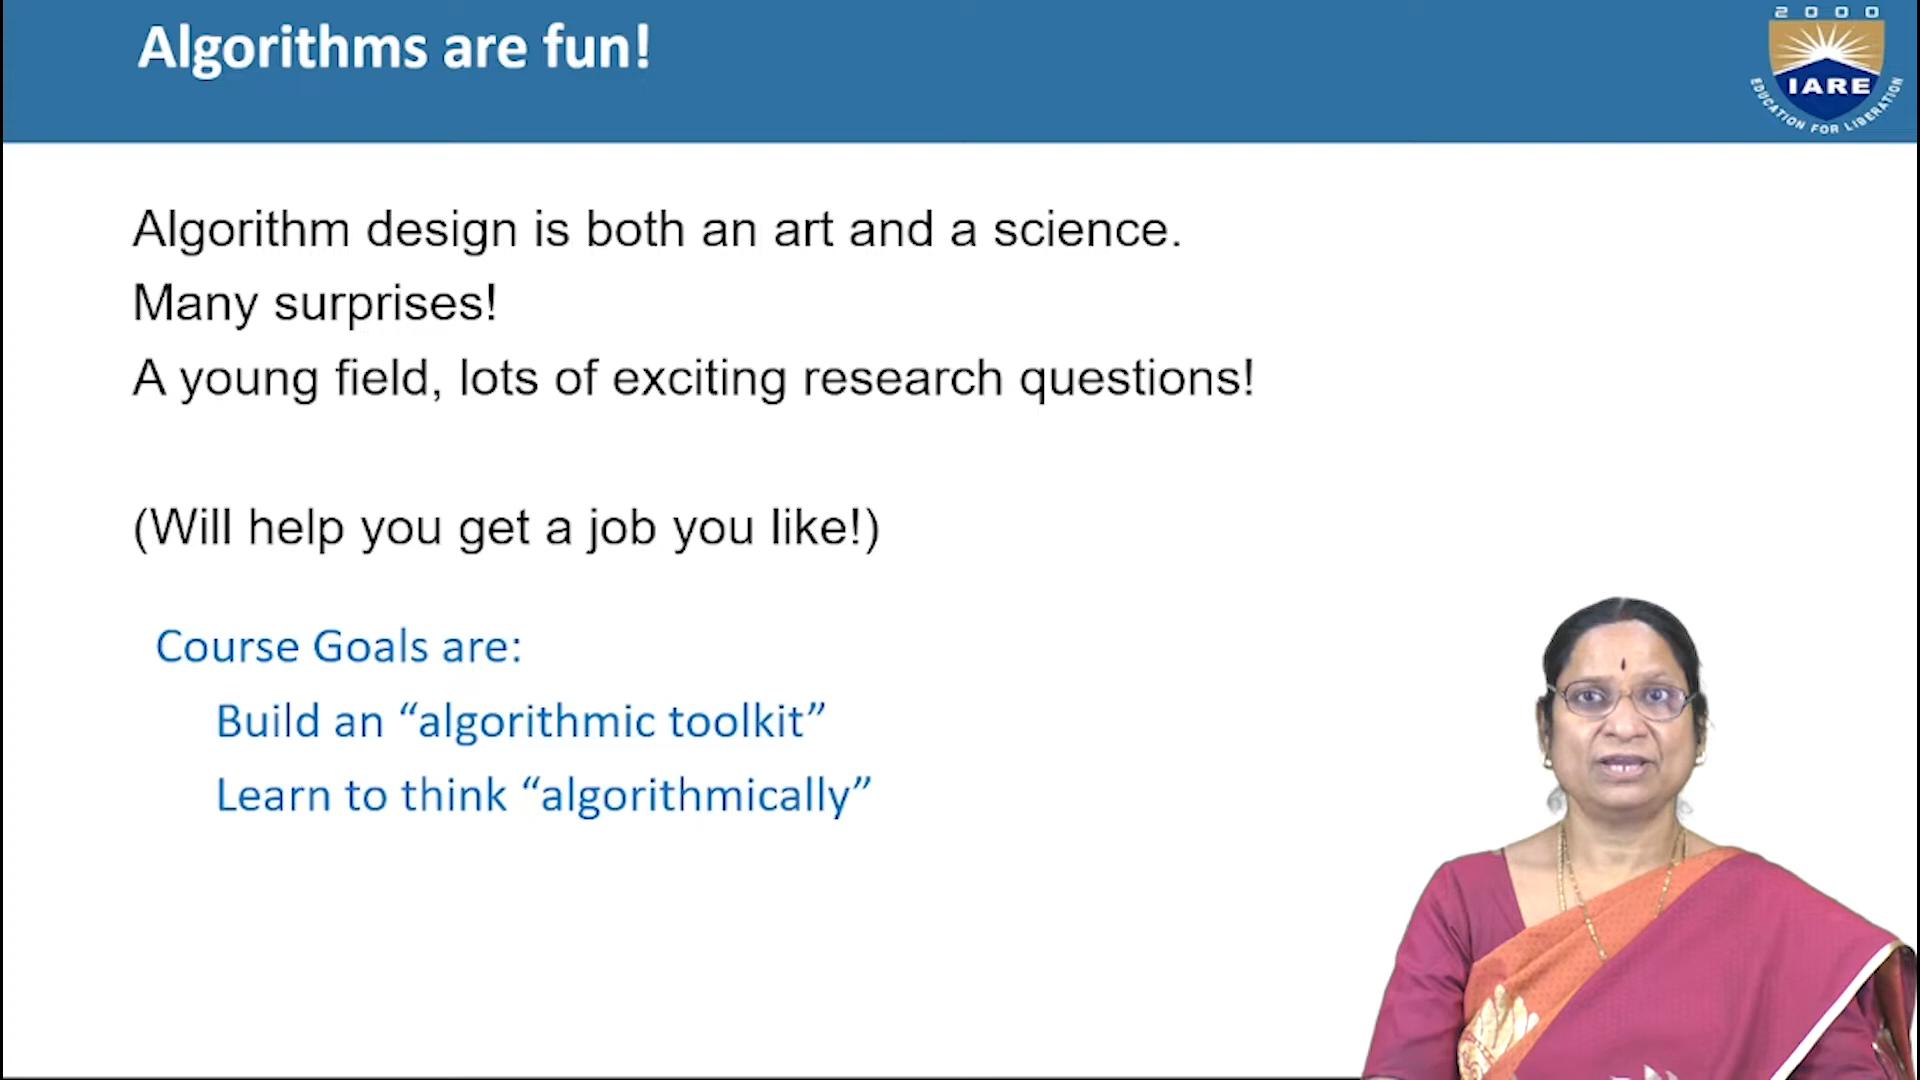 Algorithms are fun!
2000
IARE
EDUCATION FOR LIBERATION
Algorithm design is both an art and a science.
Many surprises!
A young field, lots of exciting research questions!
(Will help you get a job you like!)
Course Goals are:
Build an “algorithmic toolkit”
Learn to think “algorithmically”